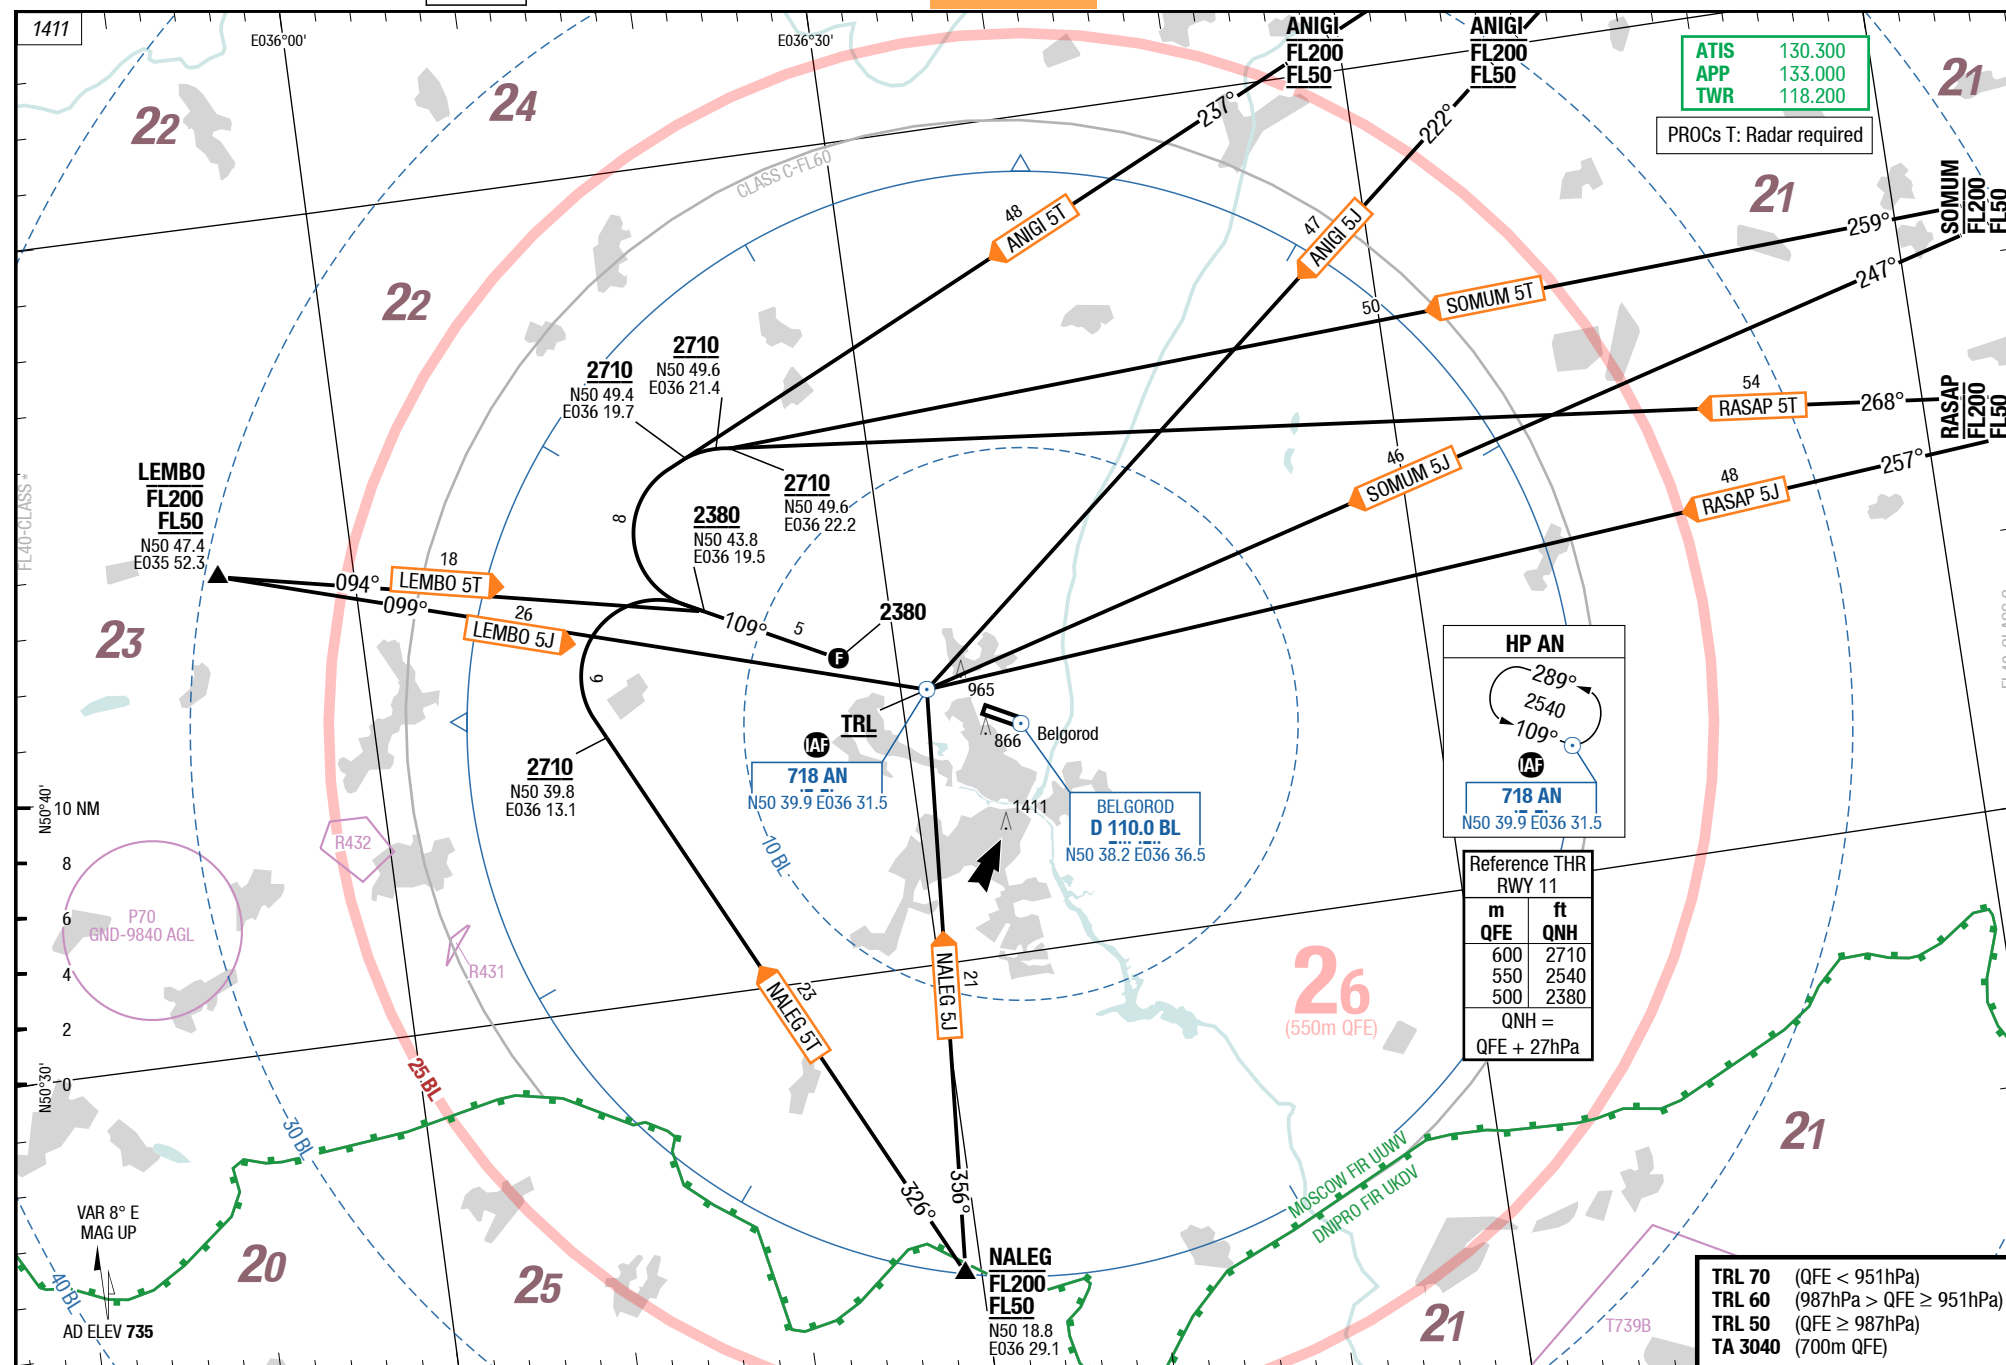 1411
E036°00'
E036°30'
ANIGI
FL200
FL50
ANIGI
FL200
FL50
ATIS 130.300
APP 133.000
TWR 118.200
PROCs T: Radar required
21
22
24
237°
222°
CLASS C-FL60
21
SOMUM
FL200
FL50
259°
247°
48
ANIGI 5T
47
ANIGI 5J
22
50
SOMUM 5T
2710
N50 49.6
E036 21.4
2710
N50 49.4
E036 19.7
54
RASAP 5T
268°
RASAP
FL200
FL50
257°
46
SOMUM 5J
48
RASAP 5J
LEMBO
FL200
FL50
N50 47.4
E035 52.3
FL40-CLASS *
2710
N50 49.6
E036 22.2
8
2380
N50 43.8
E036 19.5
18
094°
LEMBO 5T
099°
26
LEMBO 5J
109°
5
2380
F
23
HP AN
289°
2540
109°
IAF
718 AN
N50 39.9 E036 31.5
965
TRL
866
Belgorod
9
IAF
718 AN
N50 39.9 E036 31.5
2710
N50 39.8
E036 13.1
BELGOROD
D 110.0 BL
N50 38.2 E036 36.5
1411
10 BL
N50°40'
10 NM
8
6
4
2
0
N50°30'
R432
P70
GND-9840 AGL
R431
Reference THR
RWY 11
m ft
QFE QNH
600 2710
550 2540
500 2380
QNH =
QFE + 27hPa
26
(550m QFE)
23
NALEG 5T
21
NALEG 5J
25 BL
30 BL
40 BL
326°
356°
MOSCOW FIR UUWV
DNIPRO FIR UKDV
21
VAR 8° E
MAG UP
20
25
AD ELEV 735
NALEG
FL200
FL50
N50 18.8
E036 29.1
21
T739B
TRL 70 (QFE < 951hPa)
TRL 60 (987hPa > QFE ≥ 951hPa)
TRL 50 (QFE ≥ 987hPa)
TA 3040 (700m QFE)